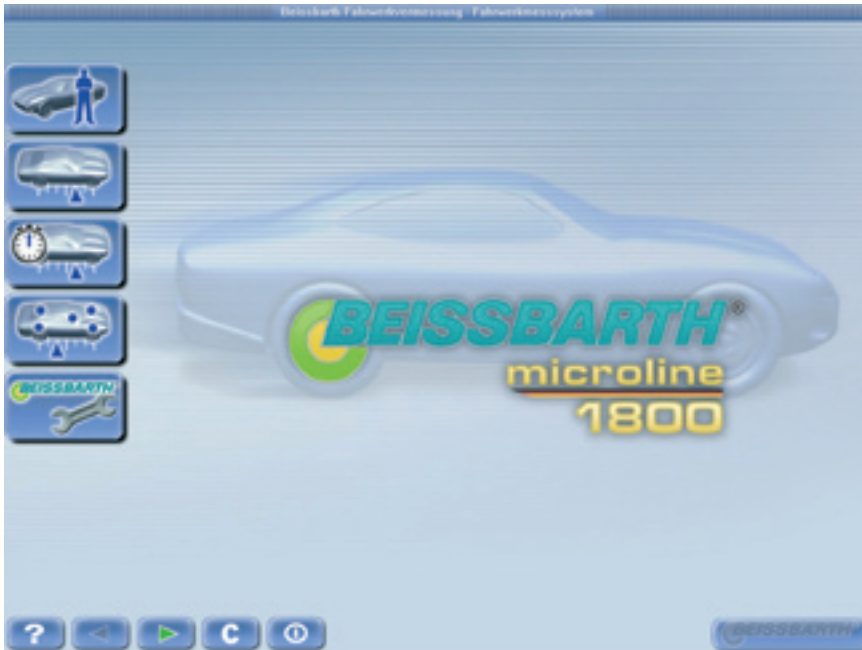 Beissbarth Fahrwerkvermessung - Fahrwerkmesssystem
BEISSBARTH®
microline
1800
BEISSBARTH
? C
BEISSBARTH